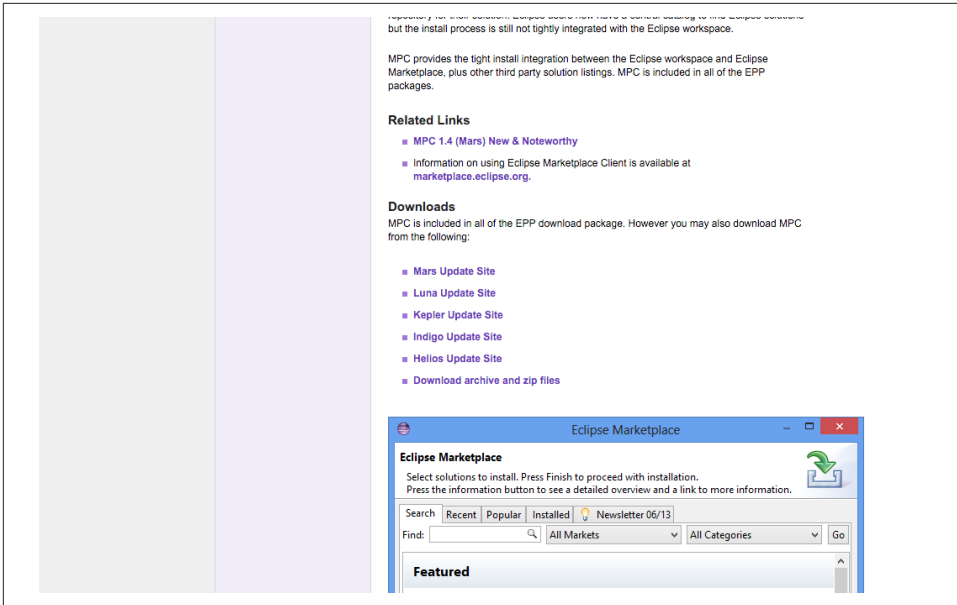 but the install process is still not tightly integrated with the Eclipse workspace.
MPC provides the tight install integration between the Eclipse workspace and Eclipse
Marketplace, plus other third party solution listings. MPC is included in all of the EPP
packages.
Related Links
MPC 1.4 (Mars) New & Noteworthy
Information on using Eclipse Marketplace Client is available at
marketplace.eclipse.org.
Downloads
MPC is included in all of the EPP download package. However you may also download MPC
from the following:
Mars Update Site
Luna Update Site
Kepler Update Site
Indigo Update Site
Helios Update Site
Download archive and zip files
Eclipse Marketplace
Eclipse Marketplace
Select solutions to install. Press Finish to proceed with installation.
Press the information button to see a detailed overview and a link to more information.
Search Recent Popular Installed Newsletter 06/13
Find: All Markets All Categories Go
Featured